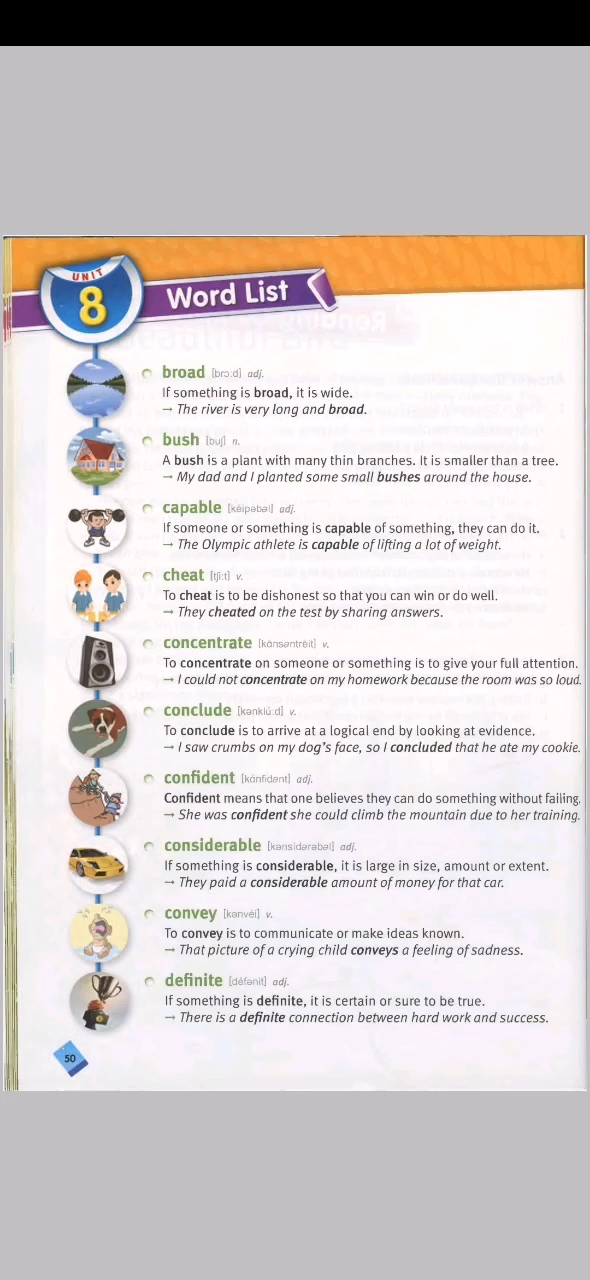 UNIT
8
Word List
broad [brɔːd] adj.
If something is broad, it is wide.
→ The river is very long and broad.
bush [buʃ] n.
A bush is a plant with many thin branches. It is smaller than a tree.
→ My dad and I planted some small bushes around the house.
capable [kéipəbəl] adj.
If someone or something is capable of something, they can do it.
→ The Olympic athlete is capable of lifting a lot of weight.
cheat [tʃiːt] v.
To cheat is to be dishonest so that you can win or do well.
→ They cheated on the test by sharing answers.
concentrate [kánsəntrèit] v.
To concentrate on someone or something is to give your full attention.
→ I could not concentrate on my homework because the room was so loud.
conclude [kənklúːd] v.
To conclude is to arrive at a logical end by looking at evidence.
→ I saw crumbs on my dog's face, so I concluded that he ate my cookie.
confident [kánfidənt] adj.
Confident means that one believes they can do something without failing.
→ She was confident she could climb the mountain due to her training.
considerable [kənsídərəbəl] adj.
If something is considerable, it is large in size, amount or extent.
→ They paid a considerable amount of money for that car.
convey [kənvéi] v.
To convey is to communicate or make ideas known.
→ That picture of a crying child conveys a feeling of sadness.
definite [défənit] adj.
If something is definite, it is certain or sure to be true.
→ There is a definite connection between hard work and success.
50